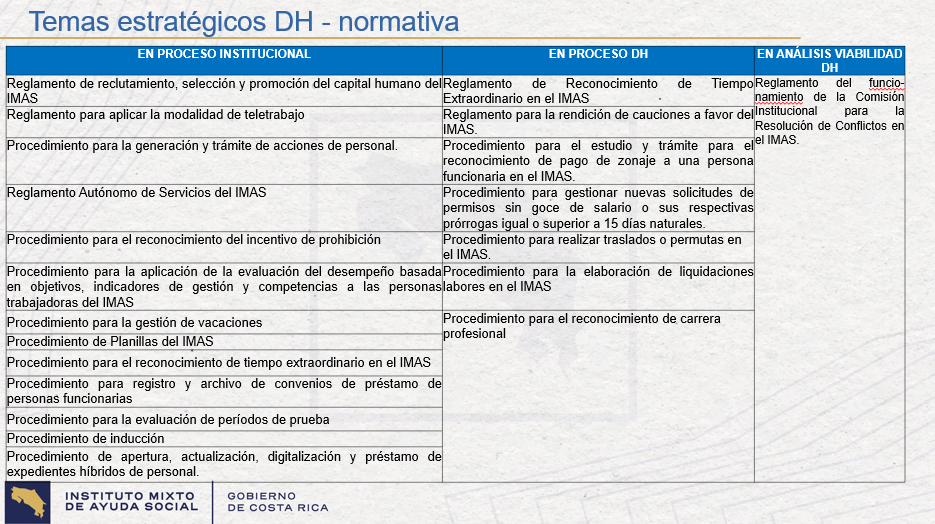 Temas estratégicos DH - normativa
EN PROCESO INSTITUCIONAL
EN PROCESO DH
EN ANÁLISIS VIABILIDAD
DH
Reglamento de reclutamiento, selección y promoción del capital humano del
IMAS
Reglamento de Reconocimiento de Tiempo
Extraordinario en el IMAS
Reglamento del funcio-
namiento de la Comisión
Institucional para la
Resolución de Conflictos en
el IMAS.
Reglamento para aplicar la modalidad de teletrabajo
Reglamento para la rendición de cauciones a favor del
IMAS.
Procedimiento para la generación y trámite de acciones de personal.
Procedimiento para el estudio y trámite para el
reconocimiento de pago de zonaje a una persona
funcionaria en el IMAS.
Reglamento Autónomo de Servicios del IMAS
Procedimiento para gestionar nuevas solicitudes de
permisos sin goce de salario o sus respectivas
prórrogas igual o superior a 15 días naturales.
Procedimiento para el reconocimiento del incentivo de prohibición
Procedimiento para realizar traslados o permutas en
el IMAS.
Procedimiento para la aplicación de la evaluación del desempeño basada
en objetivos, indicadores de gestión y competencias a las personas
trabajadoras del IMAS
Procedimiento para la elaboración de liquidaciones
labores en el IMAS
Procedimiento para la gestión de vacaciones
Procedimiento para el reconocimiento de carrera
profesional
Procedimiento de Planillas del IMAS
Procedimiento para el reconocimiento de tiempo extraordinario en el IMAS
Procedimiento para registro y archivo de convenios de préstamo de
personas funcionarias
Procedimiento para la evaluación de períodos de prueba
Procedimiento de inducción
Procedimiento de apertura, actualización, digitalización y préstamo de
expedientes híbridos de personal.
INSTITUTO MIXTO
DE AYUDA SOCIAL
GOBIERNO
DE COSTA RICA